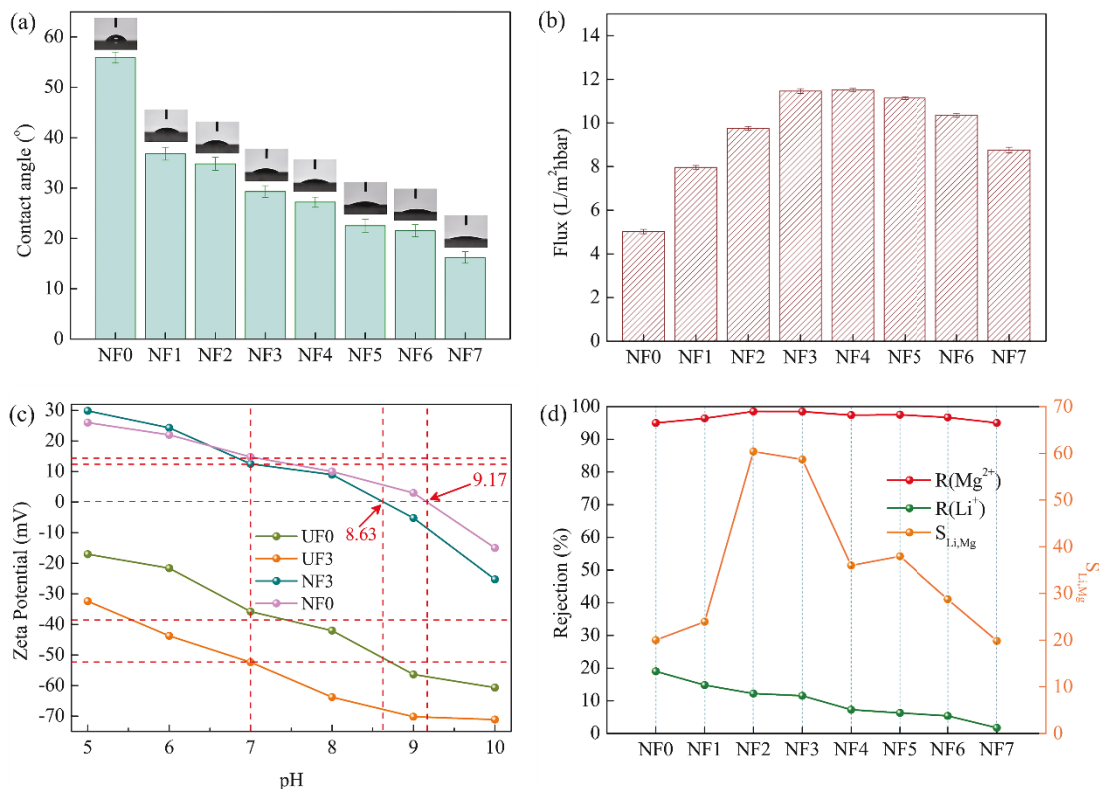 (a)
60
50
40
30
20
10
0
Contact angle (°)
NF0 NF1 NF2 NF3 NF4 NF5 NF6 NF7
(b)
14
12
10
8
6
4
2
0
Flux (L/m²hbar)
NF0 NF1 NF2 NF3 NF4 NF5 NF6 NF7
(c)
30
20
10
0
-10
-20
-30
-40
-50
-60
-70
Zeta Potential (mV)
9.17
8.63
UF0
UF3
NF3
NF0
5 6 7 8 9 10
pH
(d)
100
90
80
70
60
50
40
30
20
10
0
Rejection (%)
R(Mg²⁺)
R(Li⁺)
S_Li,Mg
70
60
50
40
30
20
10
0
S_Li,Mg
NF0 NF1 NF2 NF3 NF4 NF5 NF6 NF7